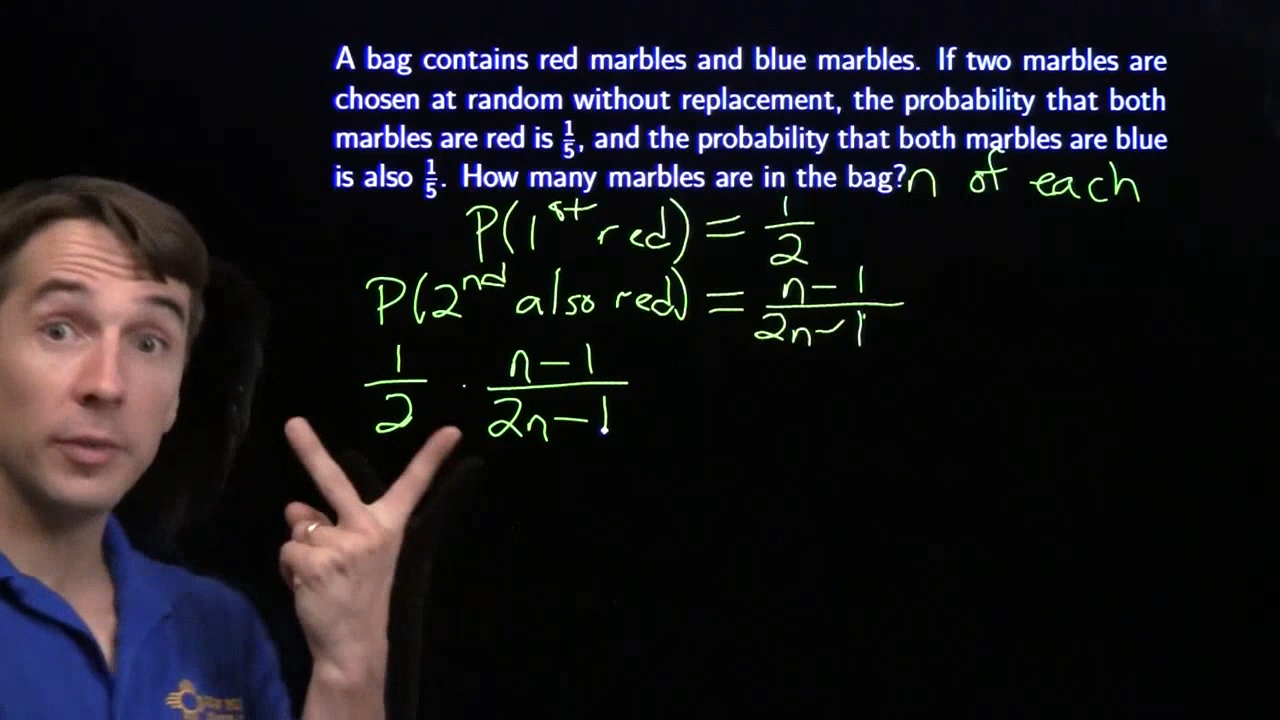 A bag contains red marbles and blue marbles. If two marbles are
chosen at random without replacement, the probability that both
marbles are red is 1/5, and the probability that both marbles are blue
is also 1/5. How many marbles are in the bag? n of each
P(1st red) = 1/2
P(2nd also red) = n-1/2n-1
1/2 · n-1/2n-1